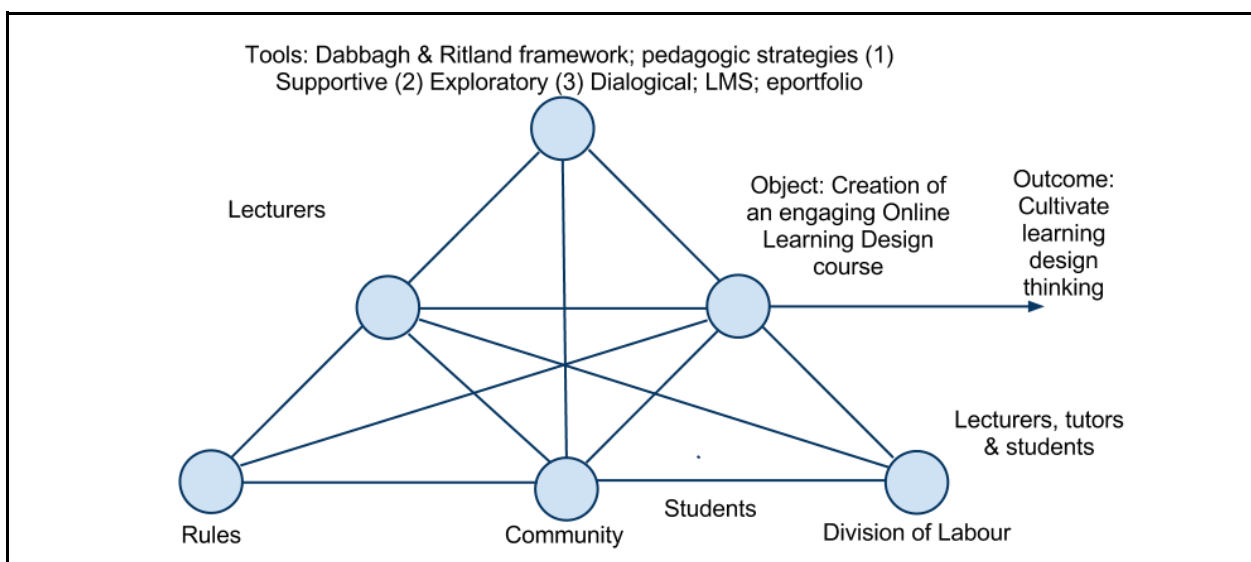 Tools: Dabbagh & Ritland framework; pedagogic strategies (1)
Supportive (2) Exploratory (3) Dialogical; LMS; eportfolio
Lecturers
Object: Creation of
an engaging Online
Learning Design
course
Outcome:
Cultivate
learning
design
thinking
Lecturers, tutors
& students
Rules
Community
Students
Division of Labour